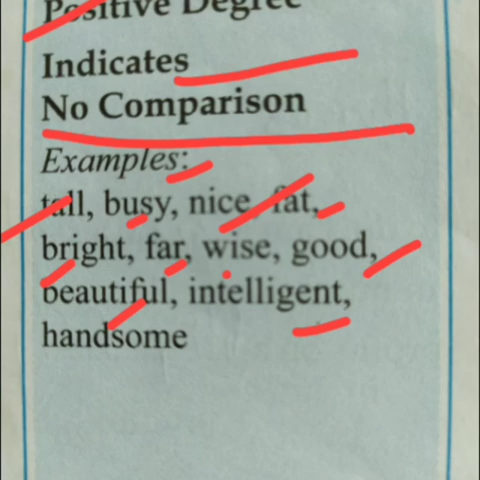 Positive Degree
Indicates
No Comparison
Examples:
tall, busy, nice, fat,
bright, far, wise, good,
beautiful, intelligent,
handsome